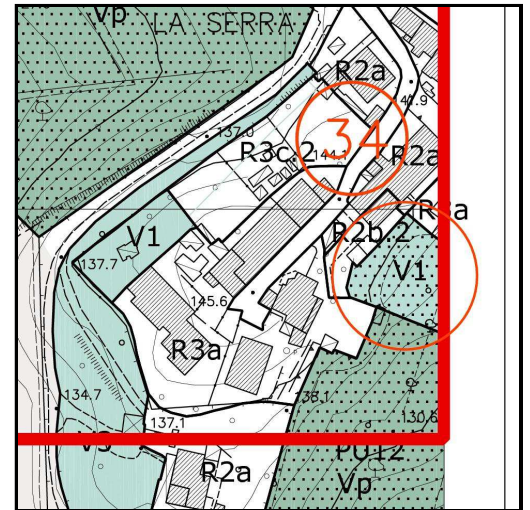 Vp
LA SERRA
R2a
41.9
137.0
34
R3c.2
144.1
R2a
R2b.2
V1
V1
137.7
145.6
R3a
134.7
138.1
130.6
137.1
R2a
Vp